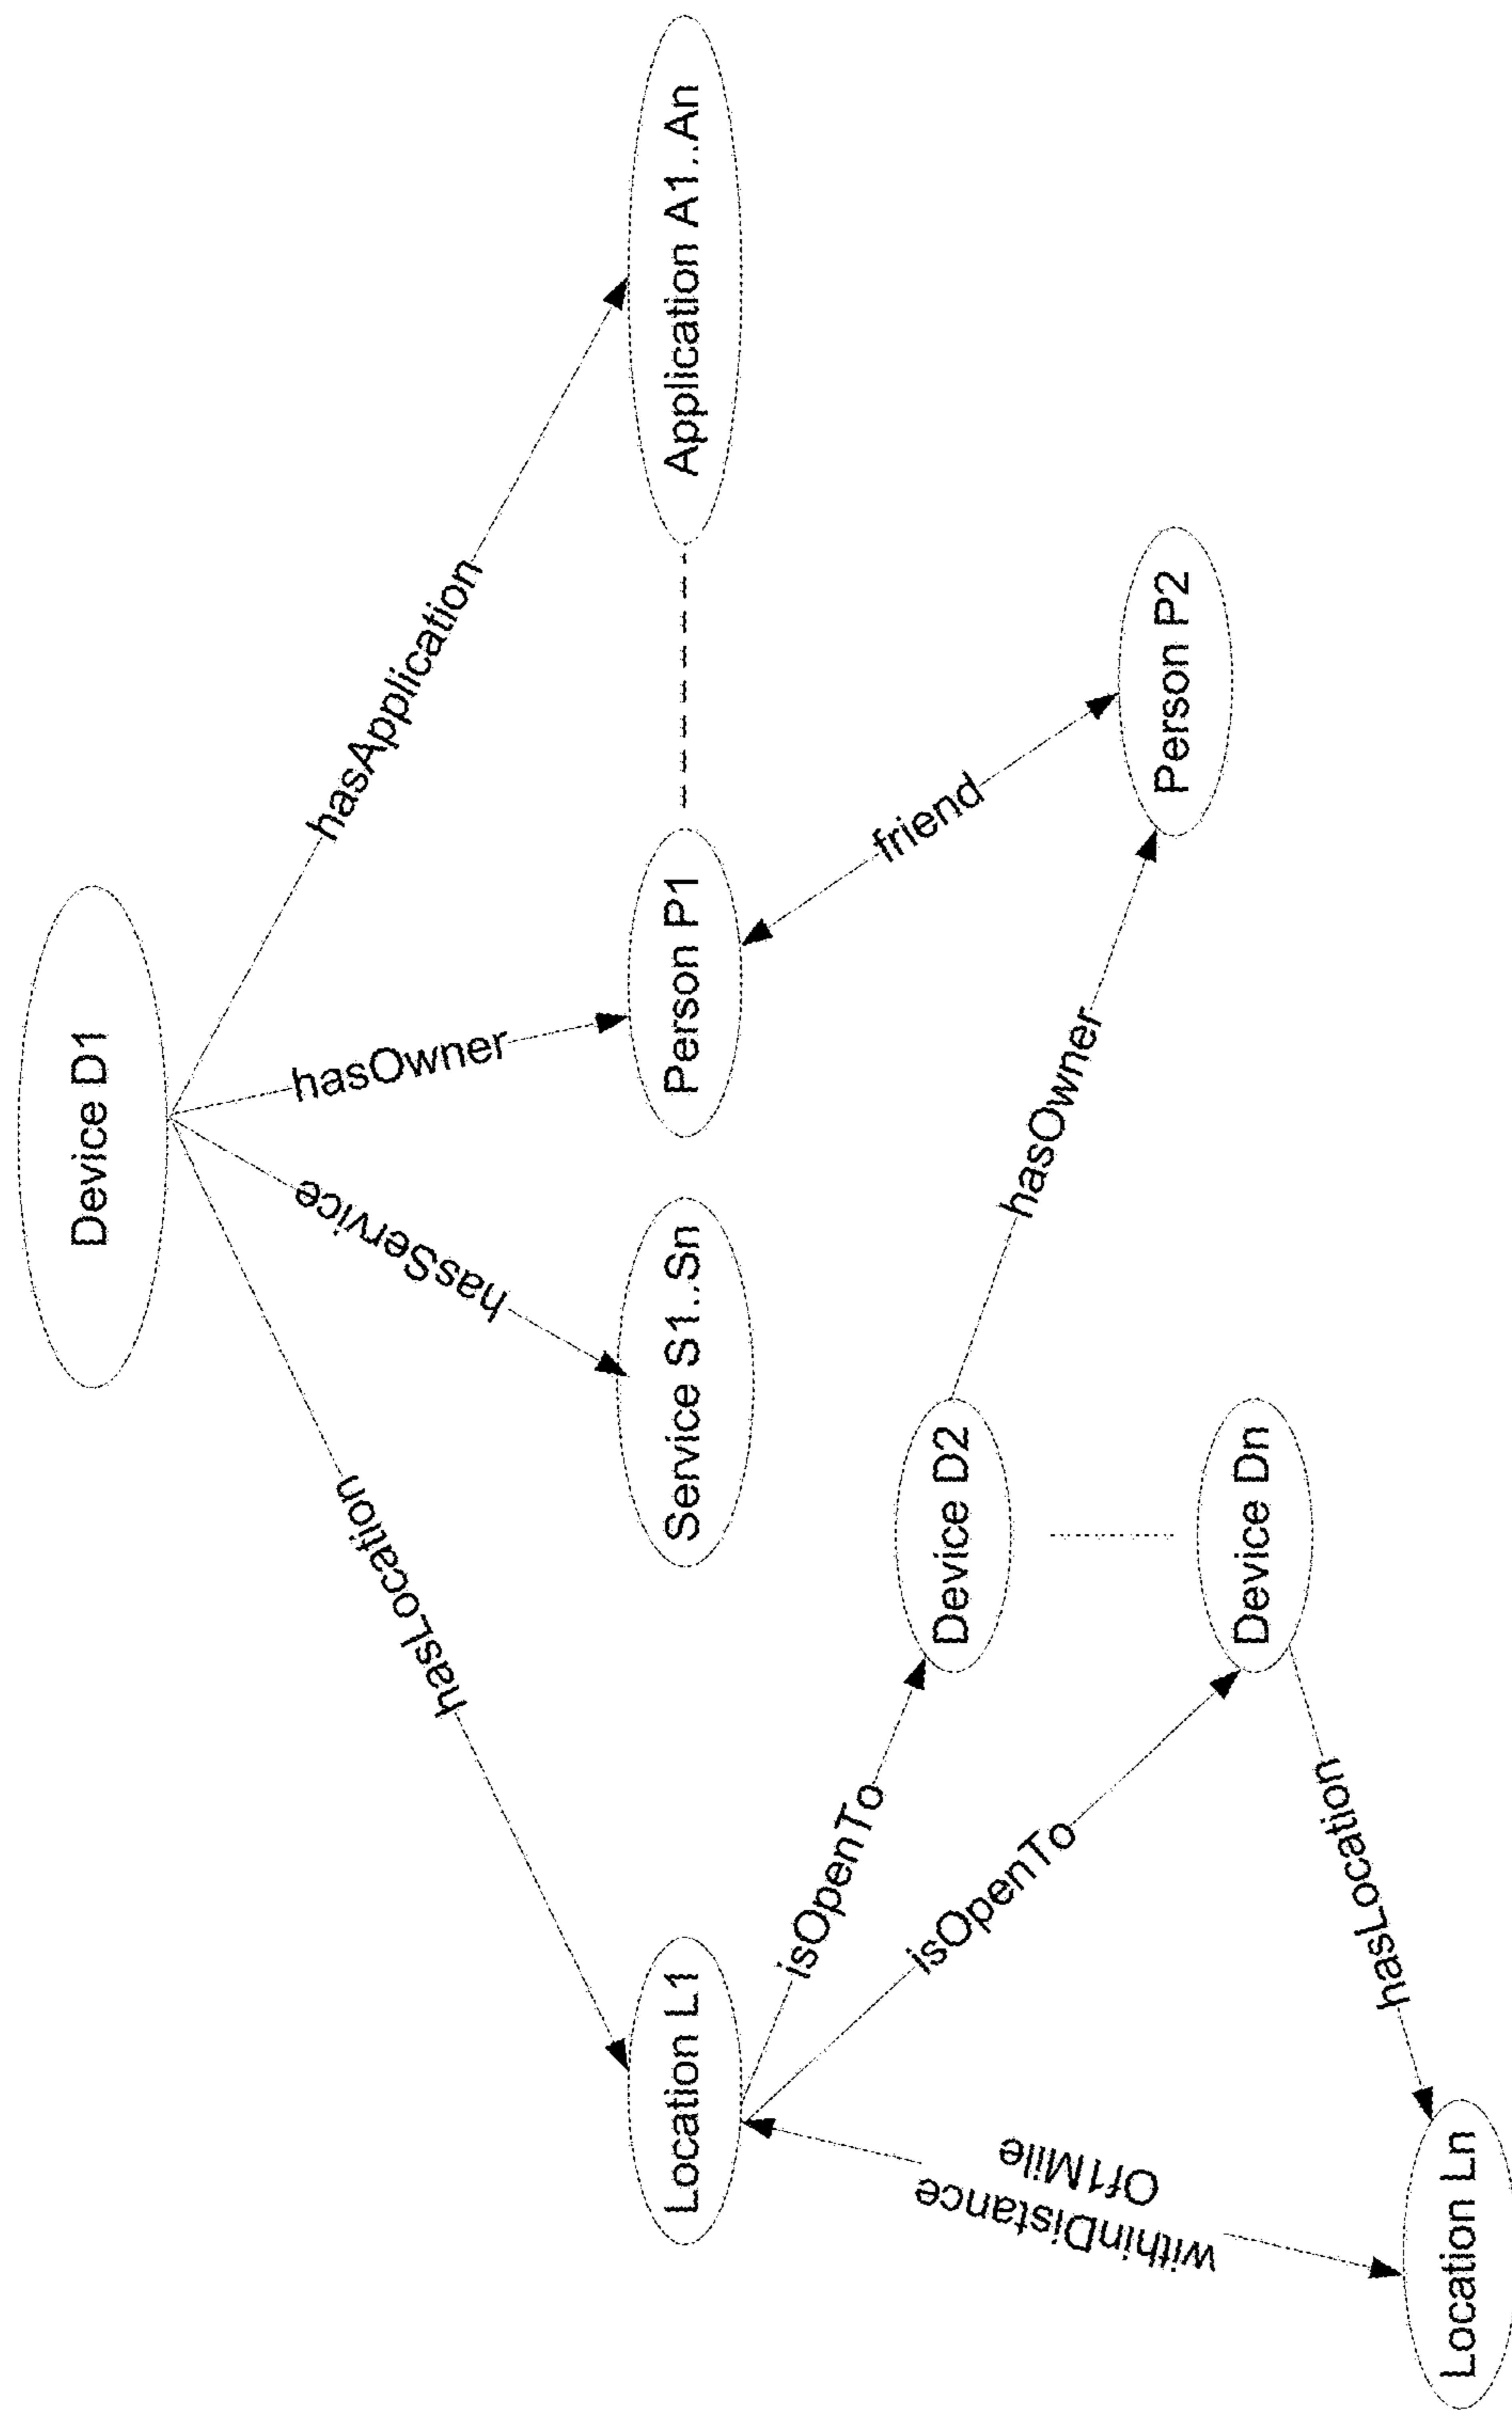 Device D1
hasLocation
hasService
hasOwner
hasApplication
Location L1
Service S1..Sn
Person P1
Application A1..An
isOpenTo
isOpenTo
friend
withinDistance
Of1Mile
Device D2
hasOwner
Person P2
Device Dn
hasLocation
Location Ln